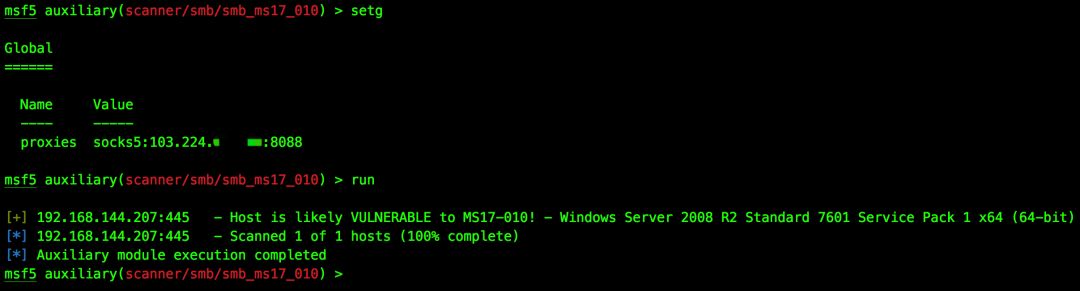 msf5 auxiliary(scanner/smb/smb_ms17_010) > setg
Global
======
Name     Value
----     -----
proxies  socks5:103.224. :8088
msf5 auxiliary(scanner/smb/smb_ms17_010) > run
[+] 192.168.144.207:445   - Host is likely VULNERABLE to MS17-010! - Windows Server 2008 R2 Standard 7601 Service Pack 1 x64 (64-bit)
[*] 192.168.144.207:445   - Scanned 1 of 1 hosts (100% complete)
[*] Auxiliary module execution completed
msf5 auxiliary(scanner/smb/smb_ms17_010) >